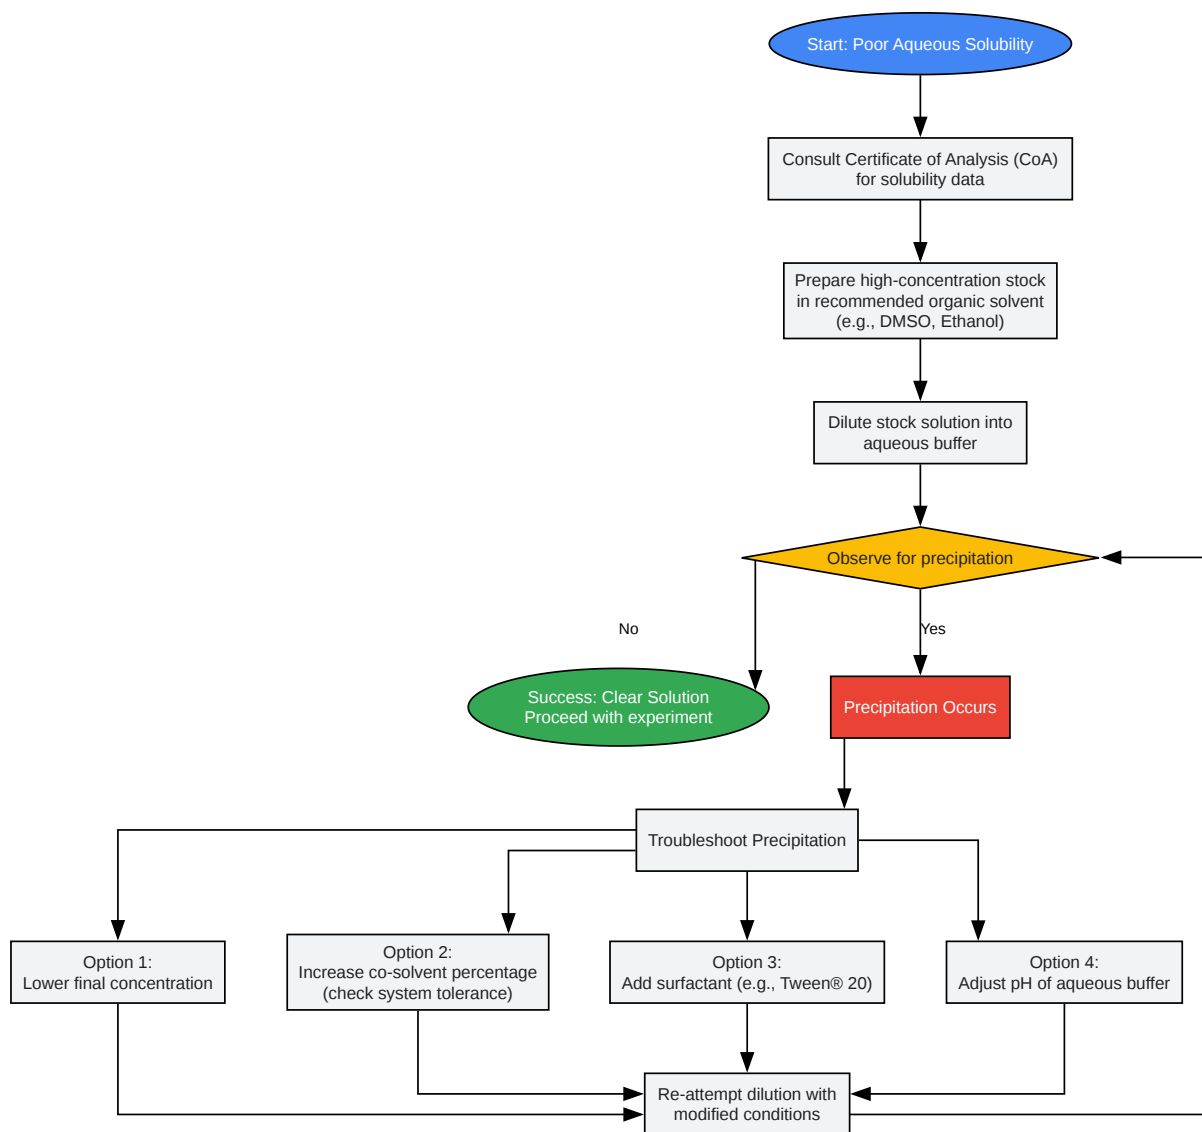 Start: Poor Aqueous Solubility
Consult Certificate of Analysis (CoA)
for solubility data
Prepare high-concentration stock
in recommended organic solvent
(e.g., DMSO, Ethanol)
Dilute stock solution into
aqueous buffer
Observe for precipitation
No
Yes
Success: Clear Solution
Proceed with experiment
Precipitation Occurs
Troubleshoot Precipitation
Option 1:
Lower final concentration
Option 2:
Increase co-solvent percentage
(check system tolerance)
Option 3:
Add surfactant (e.g., Tween® 20)
Option 4:
Adjust pH of aqueous buffer
Re-attempt dilution with
modified conditions